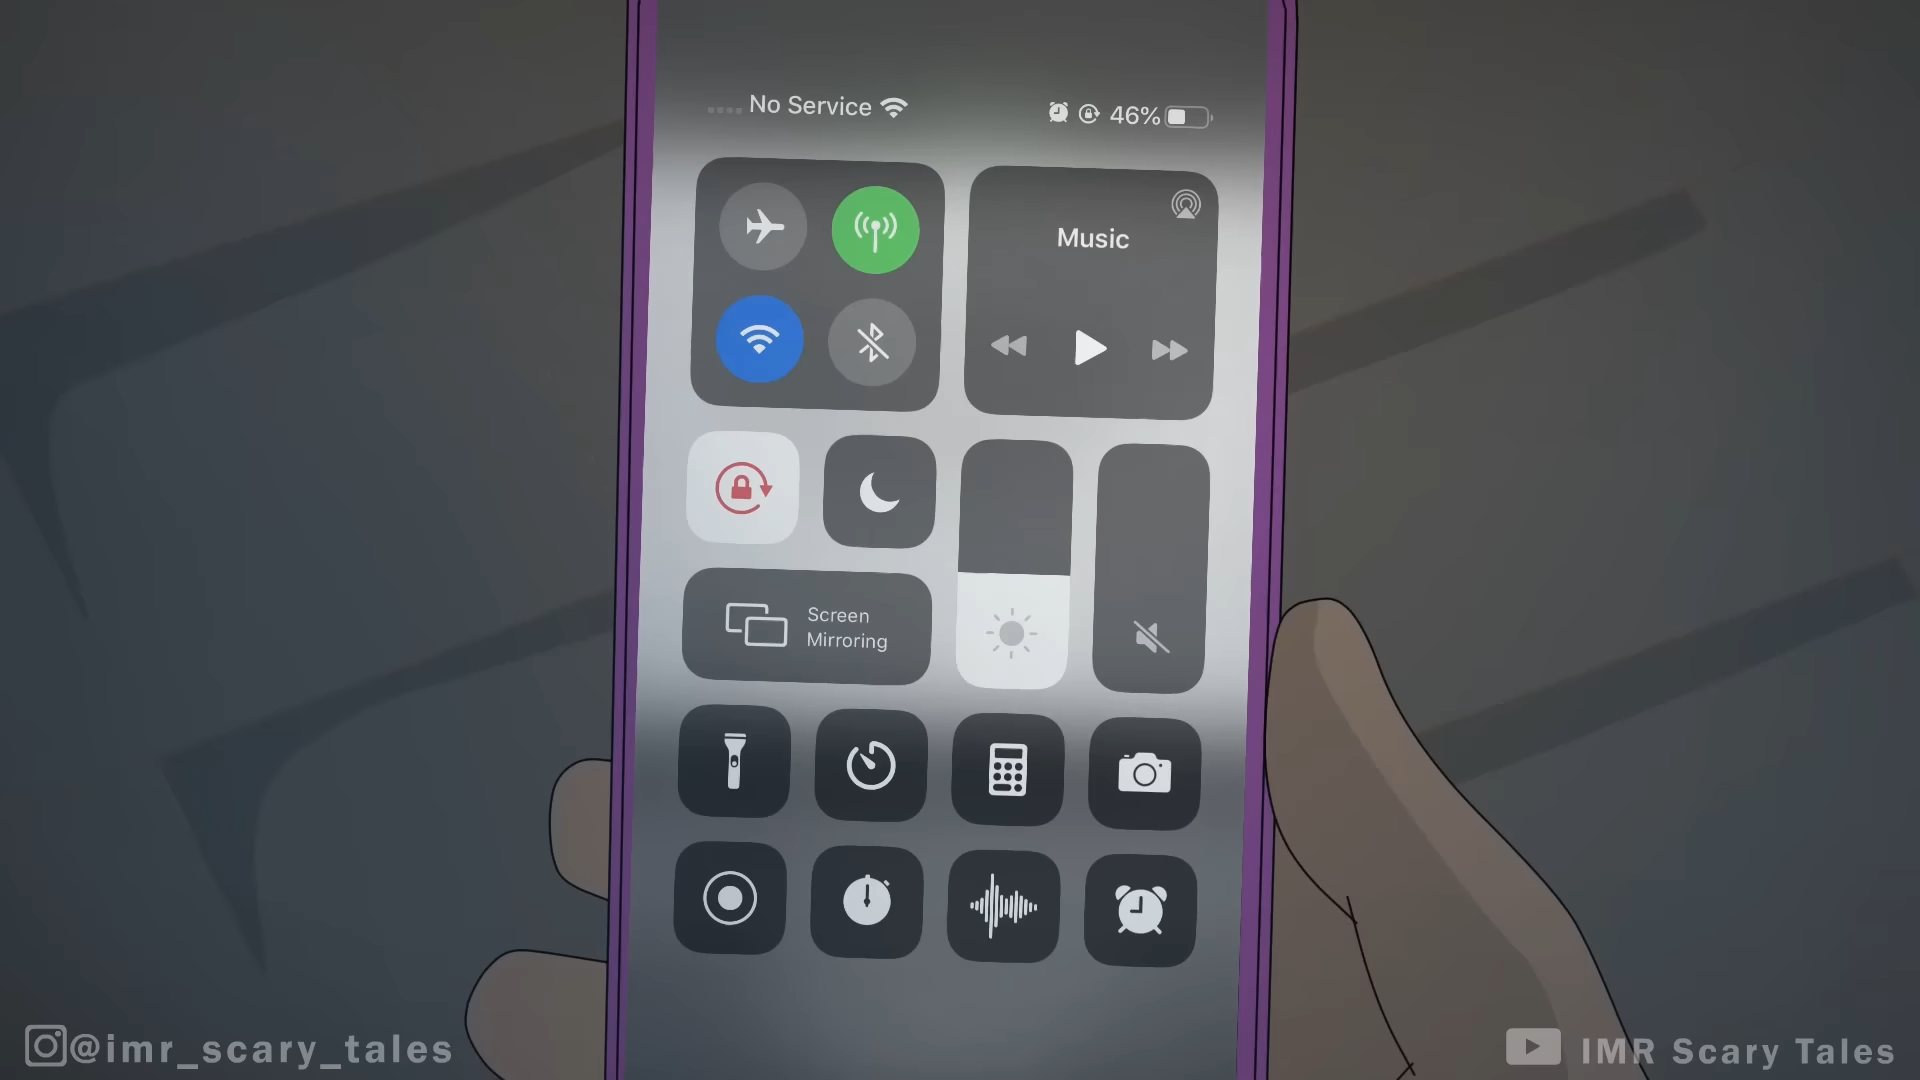 No Service
46%
Music
Screen
Mirroring
@imr_scary_tales
IMR Scary Tales